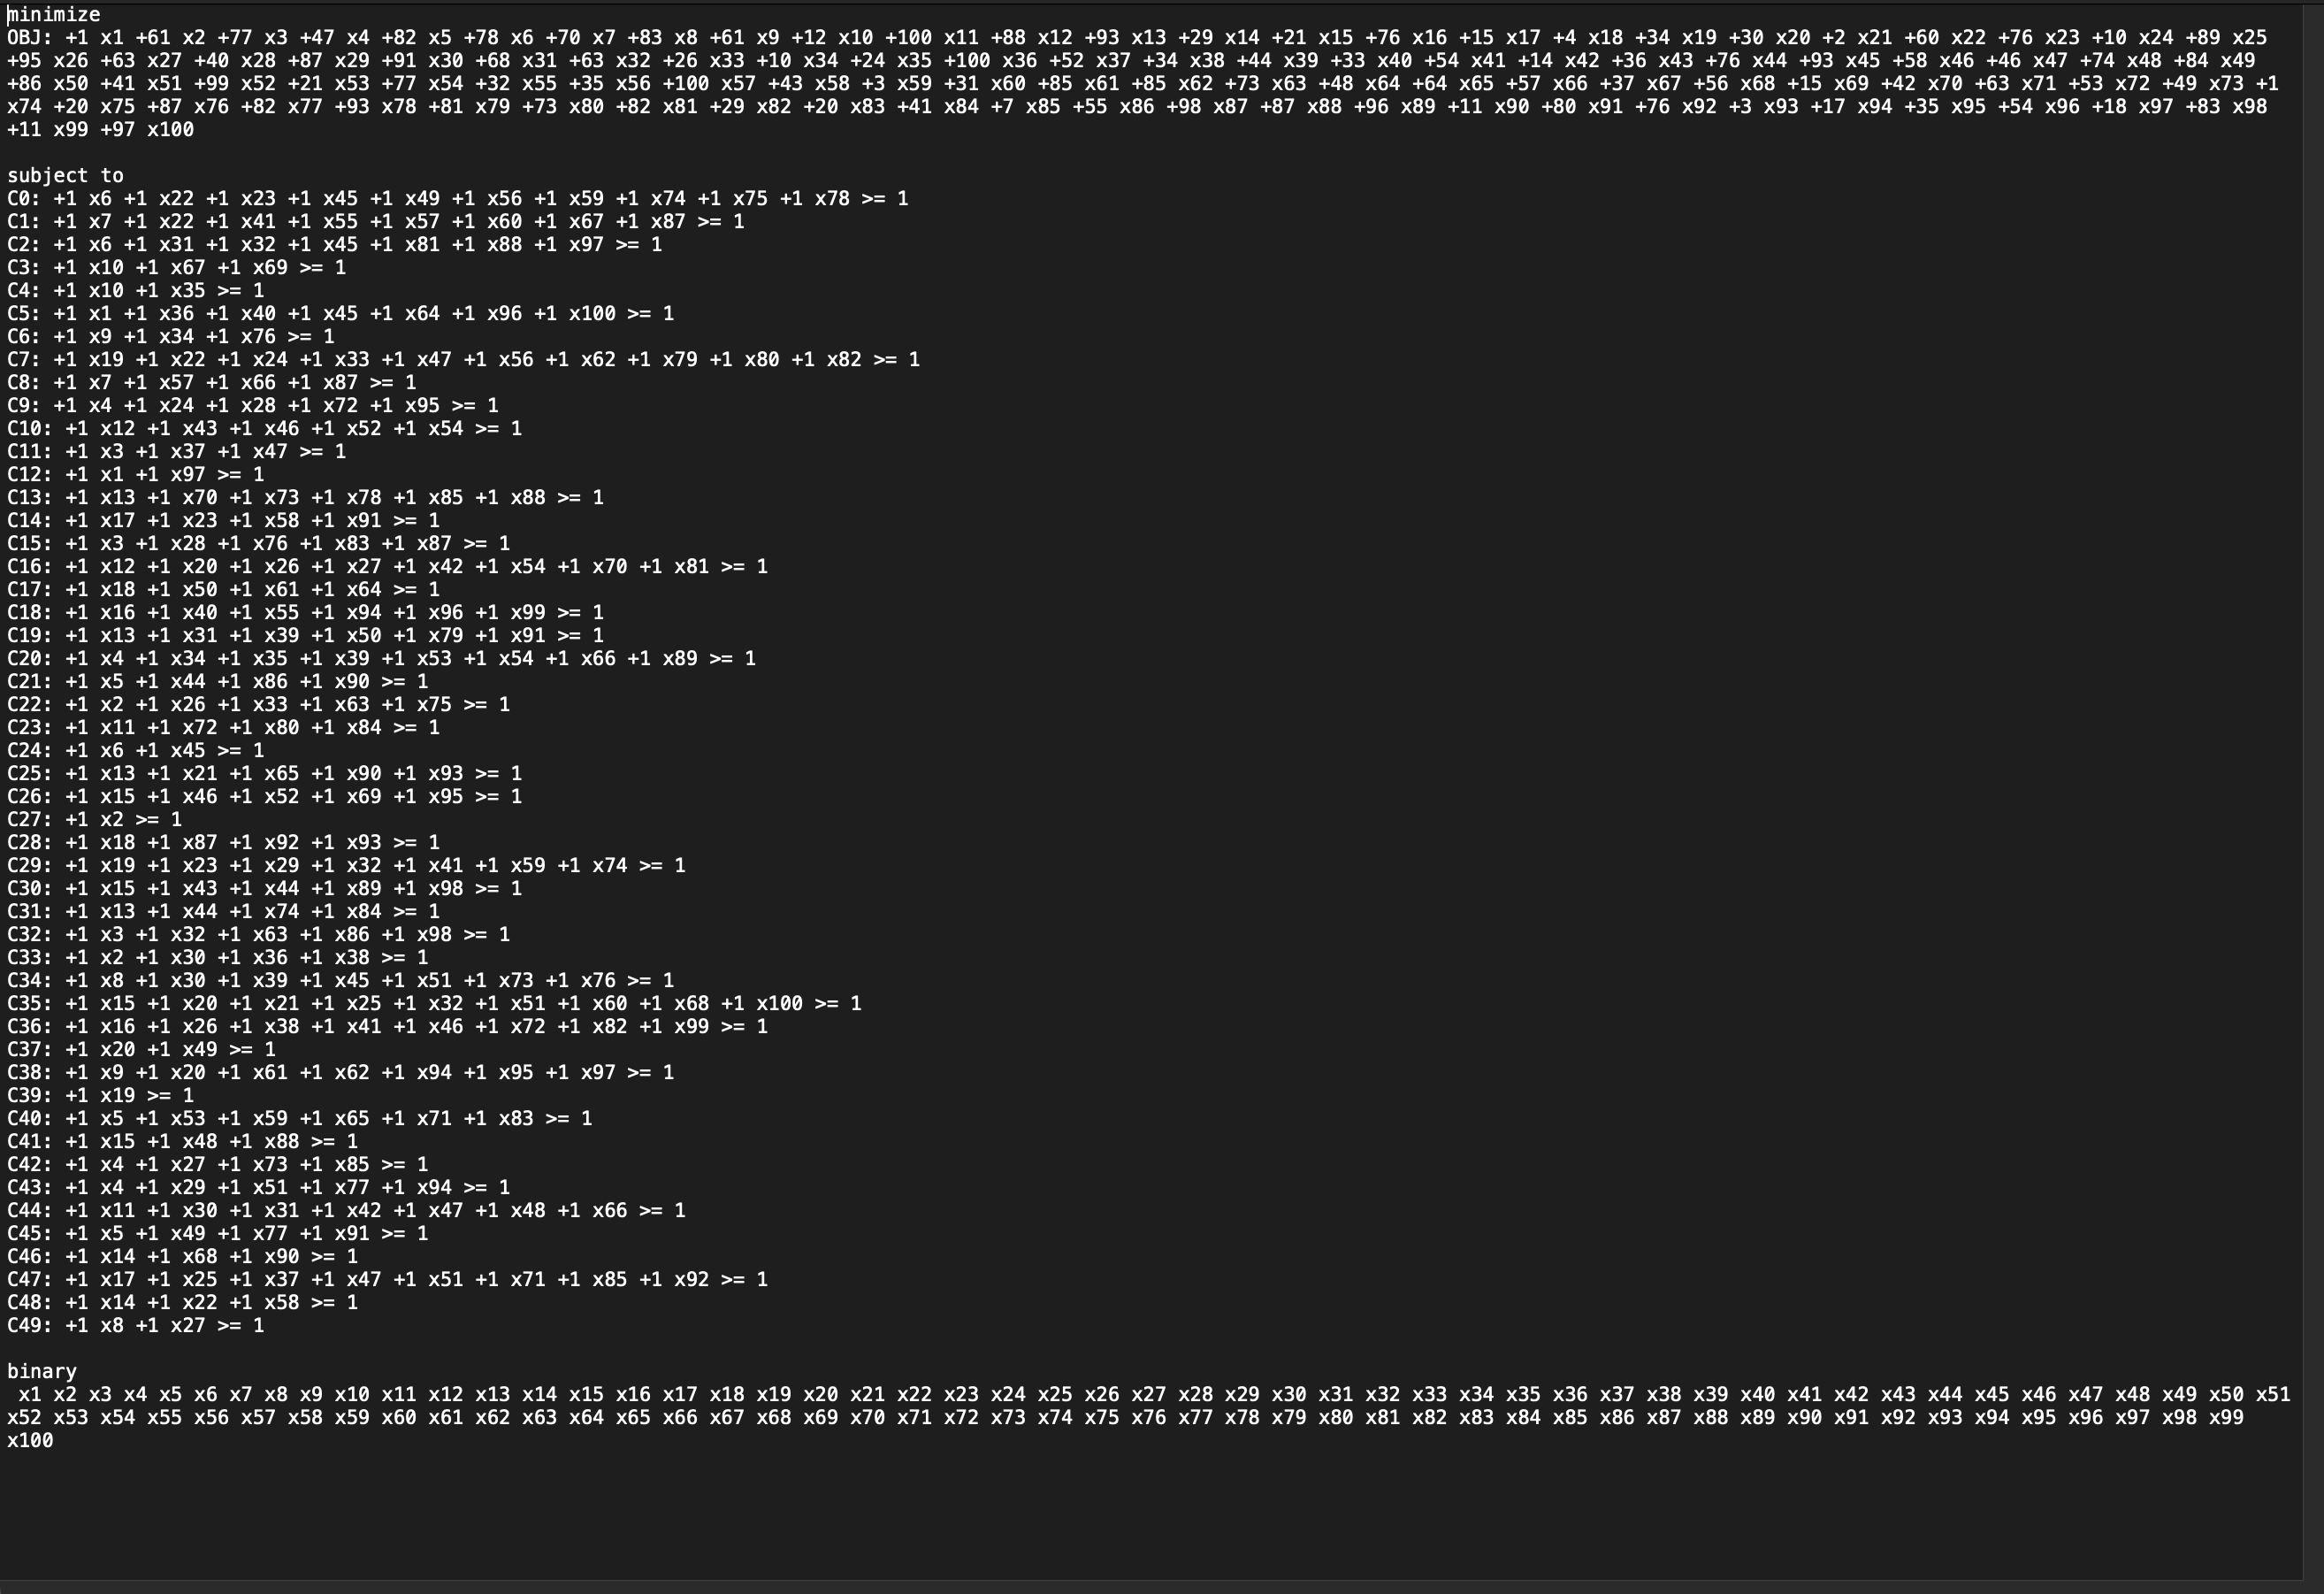 minimize
OBJ: +1 x1 +61 x2 +77 x3 +47 x4 +82 x5 +78 x6 +70 x7 +83 x8 +61 x9 +12 x10 +100 x11 +88 x12 +93 x13 +29 x14 +21 x15 +76 x16 +15 x17 +4 x18 +34 x19 +30 x20 +2 x21 +60 x22 +76 x23 +10 x24 +89 x25
+95 x26 +63 x27 +40 x28 +87 x29 +91 x30 +68 x31 +63 x32 +26 x33 +10 x34 +24 x35 +100 x36 +52 x37 +34 x38 +44 x39 +33 x40 +54 x41 +14 x42 +36 x43 +76 x44 +93 x45 +58 x46 +46 x47 +74 x48 +84 x49
+86 x50 +41 x51 +99 x52 +21 x53 +77 x54 +32 x55 +35 x56 +100 x57 +43 x58 +3 x59 +31 x60 +85 x61 +85 x62 +73 x63 +48 x64 +64 x65 +57 x66 +37 x67 +56 x68 +15 x69 +42 x70 +63 x71 +53 x72 +49 x73 +1
x74 +20 x75 +87 x76 +82 x77 +93 x78 +81 x79 +73 x80 +82 x81 +29 x82 +20 x83 +41 x84 +7 x85 +55 x86 +98 x87 +87 x88 +96 x89 +11 x90 +80 x91 +76 x92 +3 x93 +17 x94 +35 x95 +54 x96 +18 x97 +83 x98
+11 x99 +97 x100
subject to
C0: +1 x6 +1 x22 +1 x23 +1 x45 +1 x49 +1 x56 +1 x59 +1 x74 +1 x75 +1 x78 >= 1
C1: +1 x7 +1 x22 +1 x41 +1 x55 +1 x57 +1 x60 +1 x67 +1 x87 >= 1
C2: +1 x6 +1 x31 +1 x32 +1 x45 +1 x81 +1 x88 +1 x97 >= 1
C3: +1 x10 +1 x67 +1 x69 >= 1
C4: +1 x10 +1 x35 >= 1
C5: +1 x1 +1 x36 +1 x40 +1 x45 +1 x64 +1 x96 +1 x100 >= 1
C6: +1 x9 +1 x34 +1 x76 >= 1
C7: +1 x19 +1 x22 +1 x24 +1 x33 +1 x47 +1 x56 +1 x62 +1 x79 +1 x80 +1 x82 >= 1
C8: +1 x7 +1 x57 +1 x66 +1 x87 >= 1
C9: +1 x4 +1 x24 +1 x28 +1 x72 +1 x95 >= 1
C10: +1 x12 +1 x43 +1 x46 +1 x52 +1 x54 >= 1
C11: +1 x3 +1 x37 +1 x47 >= 1
C12: +1 x1 +1 x97 >= 1
C13: +1 x13 +1 x70 +1 x73 +1 x78 +1 x85 +1 x88 >= 1
C14: +1 x17 +1 x23 +1 x58 +1 x91 >= 1
C15: +1 x3 +1 x28 +1 x76 +1 x83 +1 x87 >= 1
C16: +1 x12 +1 x20 +1 x26 +1 x27 +1 x42 +1 x54 +1 x70 +1 x81 >= 1
C17: +1 x18 +1 x50 +1 x61 +1 x64 >= 1
C18: +1 x16 +1 x40 +1 x55 +1 x94 +1 x96 +1 x99 >= 1
C19: +1 x13 +1 x31 +1 x39 +1 x50 +1 x79 +1 x91 >= 1
C20: +1 x4 +1 x34 +1 x35 +1 x39 +1 x53 +1 x54 +1 x66 +1 x89 >= 1
C21: +1 x5 +1 x44 +1 x86 +1 x90 >= 1
C22: +1 x2 +1 x26 +1 x33 +1 x63 +1 x75 >= 1
C23: +1 x11 +1 x72 +1 x80 +1 x84 >= 1
C24: +1 x6 +1 x45 >= 1
C25: +1 x13 +1 x21 +1 x65 +1 x90 +1 x93 >= 1
C26: +1 x15 +1 x46 +1 x52 +1 x69 +1 x95 >= 1
C27: +1 x2 >= 1
C28: +1 x18 +1 x87 +1 x92 +1 x93 >= 1
C29: +1 x19 +1 x23 +1 x29 +1 x32 +1 x41 +1 x59 +1 x74 >= 1
C30: +1 x15 +1 x43 +1 x44 +1 x89 +1 x98 >= 1
C31: +1 x13 +1 x44 +1 x74 +1 x84 >= 1
C32: +1 x3 +1 x32 +1 x63 +1 x86 +1 x98 >= 1
C33: +1 x2 +1 x30 +1 x36 +1 x38 >= 1
C34: +1 x8 +1 x30 +1 x39 +1 x45 +1 x51 +1 x73 +1 x76 >= 1
C35: +1 x15 +1 x20 +1 x21 +1 x25 +1 x32 +1 x51 +1 x60 +1 x68 +1 x100 >= 1
C36: +1 x16 +1 x26 +1 x38 +1 x41 +1 x46 +1 x72 +1 x82 +1 x99 >= 1
C37: +1 x20 +1 x49 >= 1
C38: +1 x9 +1 x20 +1 x61 +1 x62 +1 x94 +1 x95 +1 x97 >= 1
C39: +1 x19 >= 1
C40: +1 x5 +1 x53 +1 x59 +1 x65 +1 x71 +1 x83 >= 1
C41: +1 x15 +1 x48 +1 x88 >= 1
C42: +1 x4 +1 x27 +1 x73 +1 x85 >= 1
C43: +1 x4 +1 x29 +1 x51 +1 x77 +1 x94 >= 1
C44: +1 x11 +1 x30 +1 x31 +1 x42 +1 x47 +1 x48 +1 x66 >= 1
C45: +1 x5 +1 x49 +1 x77 +1 x91 >= 1
C46: +1 x14 +1 x68 +1 x90 >= 1
C47: +1 x17 +1 x25 +1 x37 +1 x47 +1 x51 +1 x71 +1 x85 +1 x92 >= 1
C48: +1 x14 +1 x22 +1 x58 >= 1
C49: +1 x8 +1 x27 >= 1
binary
x1 x2 x3 x4 x5 x6 x7 x8 x9 x10 x11 x12 x13 x14 x15 x16 x17 x18 x19 x20 x21 x22 x23 x24 x25 x26 x27 x28 x29 x30 x31 x32 x33 x34 x35 x36 x37 x38 x39 x40 x41 x42 x43 x44 x45 x46 x47 x48 x49 x50 x51
x52 x53 x54 x55 x56 x57 x58 x59 x60 x61 x62 x63 x64 x65 x66 x67 x68 x69 x70 x71 x72 x73 x74 x75 x76 x77 x78 x79 x80 x81 x82 x83 x84 x85 x86 x87 x88 x89 x90 x91 x92 x93 x94 x95 x96 x97 x98 x99
x100